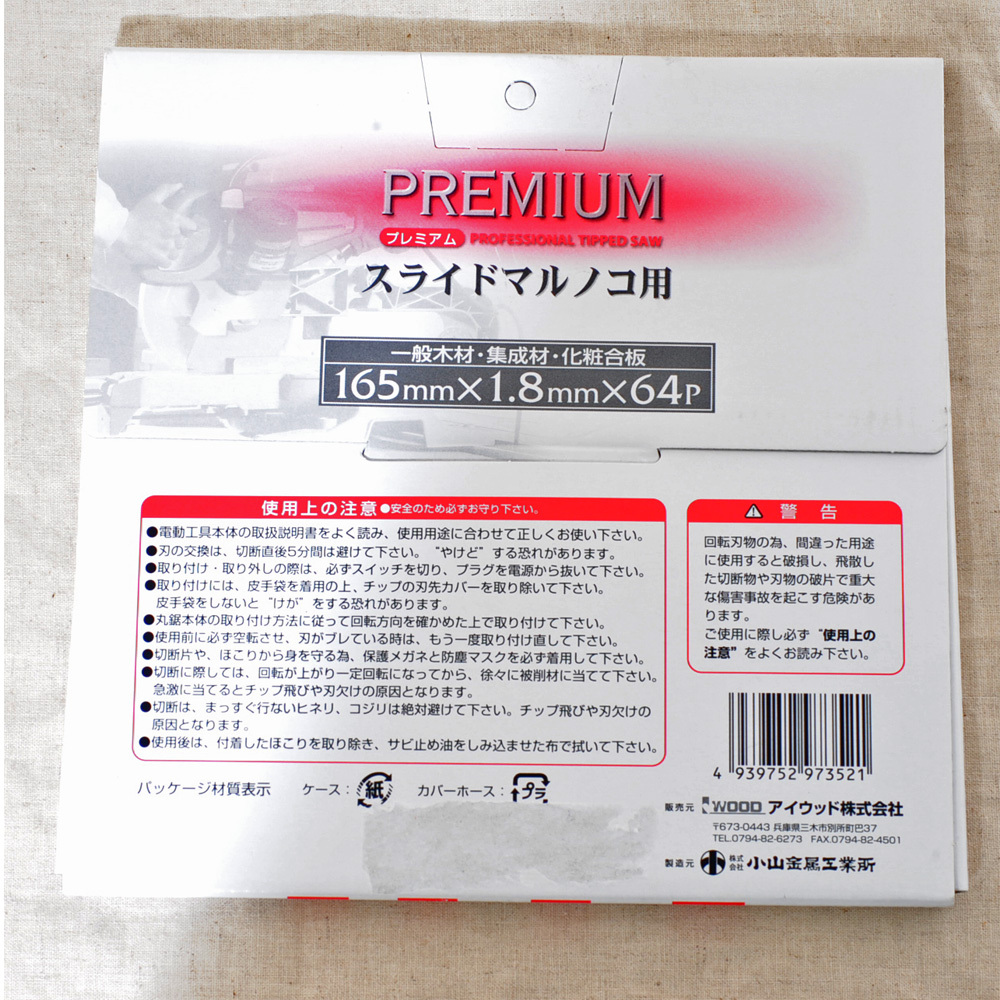 PREMIUM
プレミアム PROFESSIONAL TIPPED SAW
スライドマルノコ用
一般木材・集成材・化粧合板
165mm×1.8mm×64P
使用上の注意 ●安全のため必ずお守り下さい。
●電動工具本体の取扱説明書をよく読み、使用用途に合わせて正しくお使い下さい。
●刃の交換は、切断直後5分間は避けて下さい。“やけど”する恐れがあります。
●取り付け・取り外しの際は、必ずスイッチを切り、プラグを電源から抜いて下さい。
●取り付けには、皮手袋を着用の上、チップの刃先カバーを取り除いて下さい。
皮手袋をしないと“けが”をする恐れがあります。
●丸鋸本体の取り付け方法に従って回転方向を確かめた上で取り付けて下さい。
●使用前に必ず空転させ、刃がブレている時は、もう一度取り付け直して下さい。
●切断片や、ほこりから身を守る為、保護メガネと防塵マスクを必ず着用して下さい。
●切断に際しては、回転が上がり一定回転になってから、徐々に被削材に当てて下さい。
急激に当てるとチップ飛びや刃欠けの原因となります。
●切断は、まっすぐ行ないヒネリ、コジリは絶対避けて下さい。チップ飛びや刃欠けの
原因となります。
●使用後は、付着したほこりを取り除き、サビ止め油をしみ込ませた布で拭いて下さい。
警告
回転刃物の為、間違った用途
に使用すると破損し、飛散し
た切断物や刃物の破片で重大
な傷害事故を起こす危険があ
ります。
ご使用に際し必ず“使用上の
注意”をよくお読み下さい。
4 939752 973521
パッケージ材質表示 ケース：紙 カバーホース：プラ
販売元 WOOD アイウッド株式会社
〒673-0443 兵庫県三木市別所町巴37
TEL.0794-82-6273 FAX.0794-82-4501
製造元 株式会社 小山金属工業所